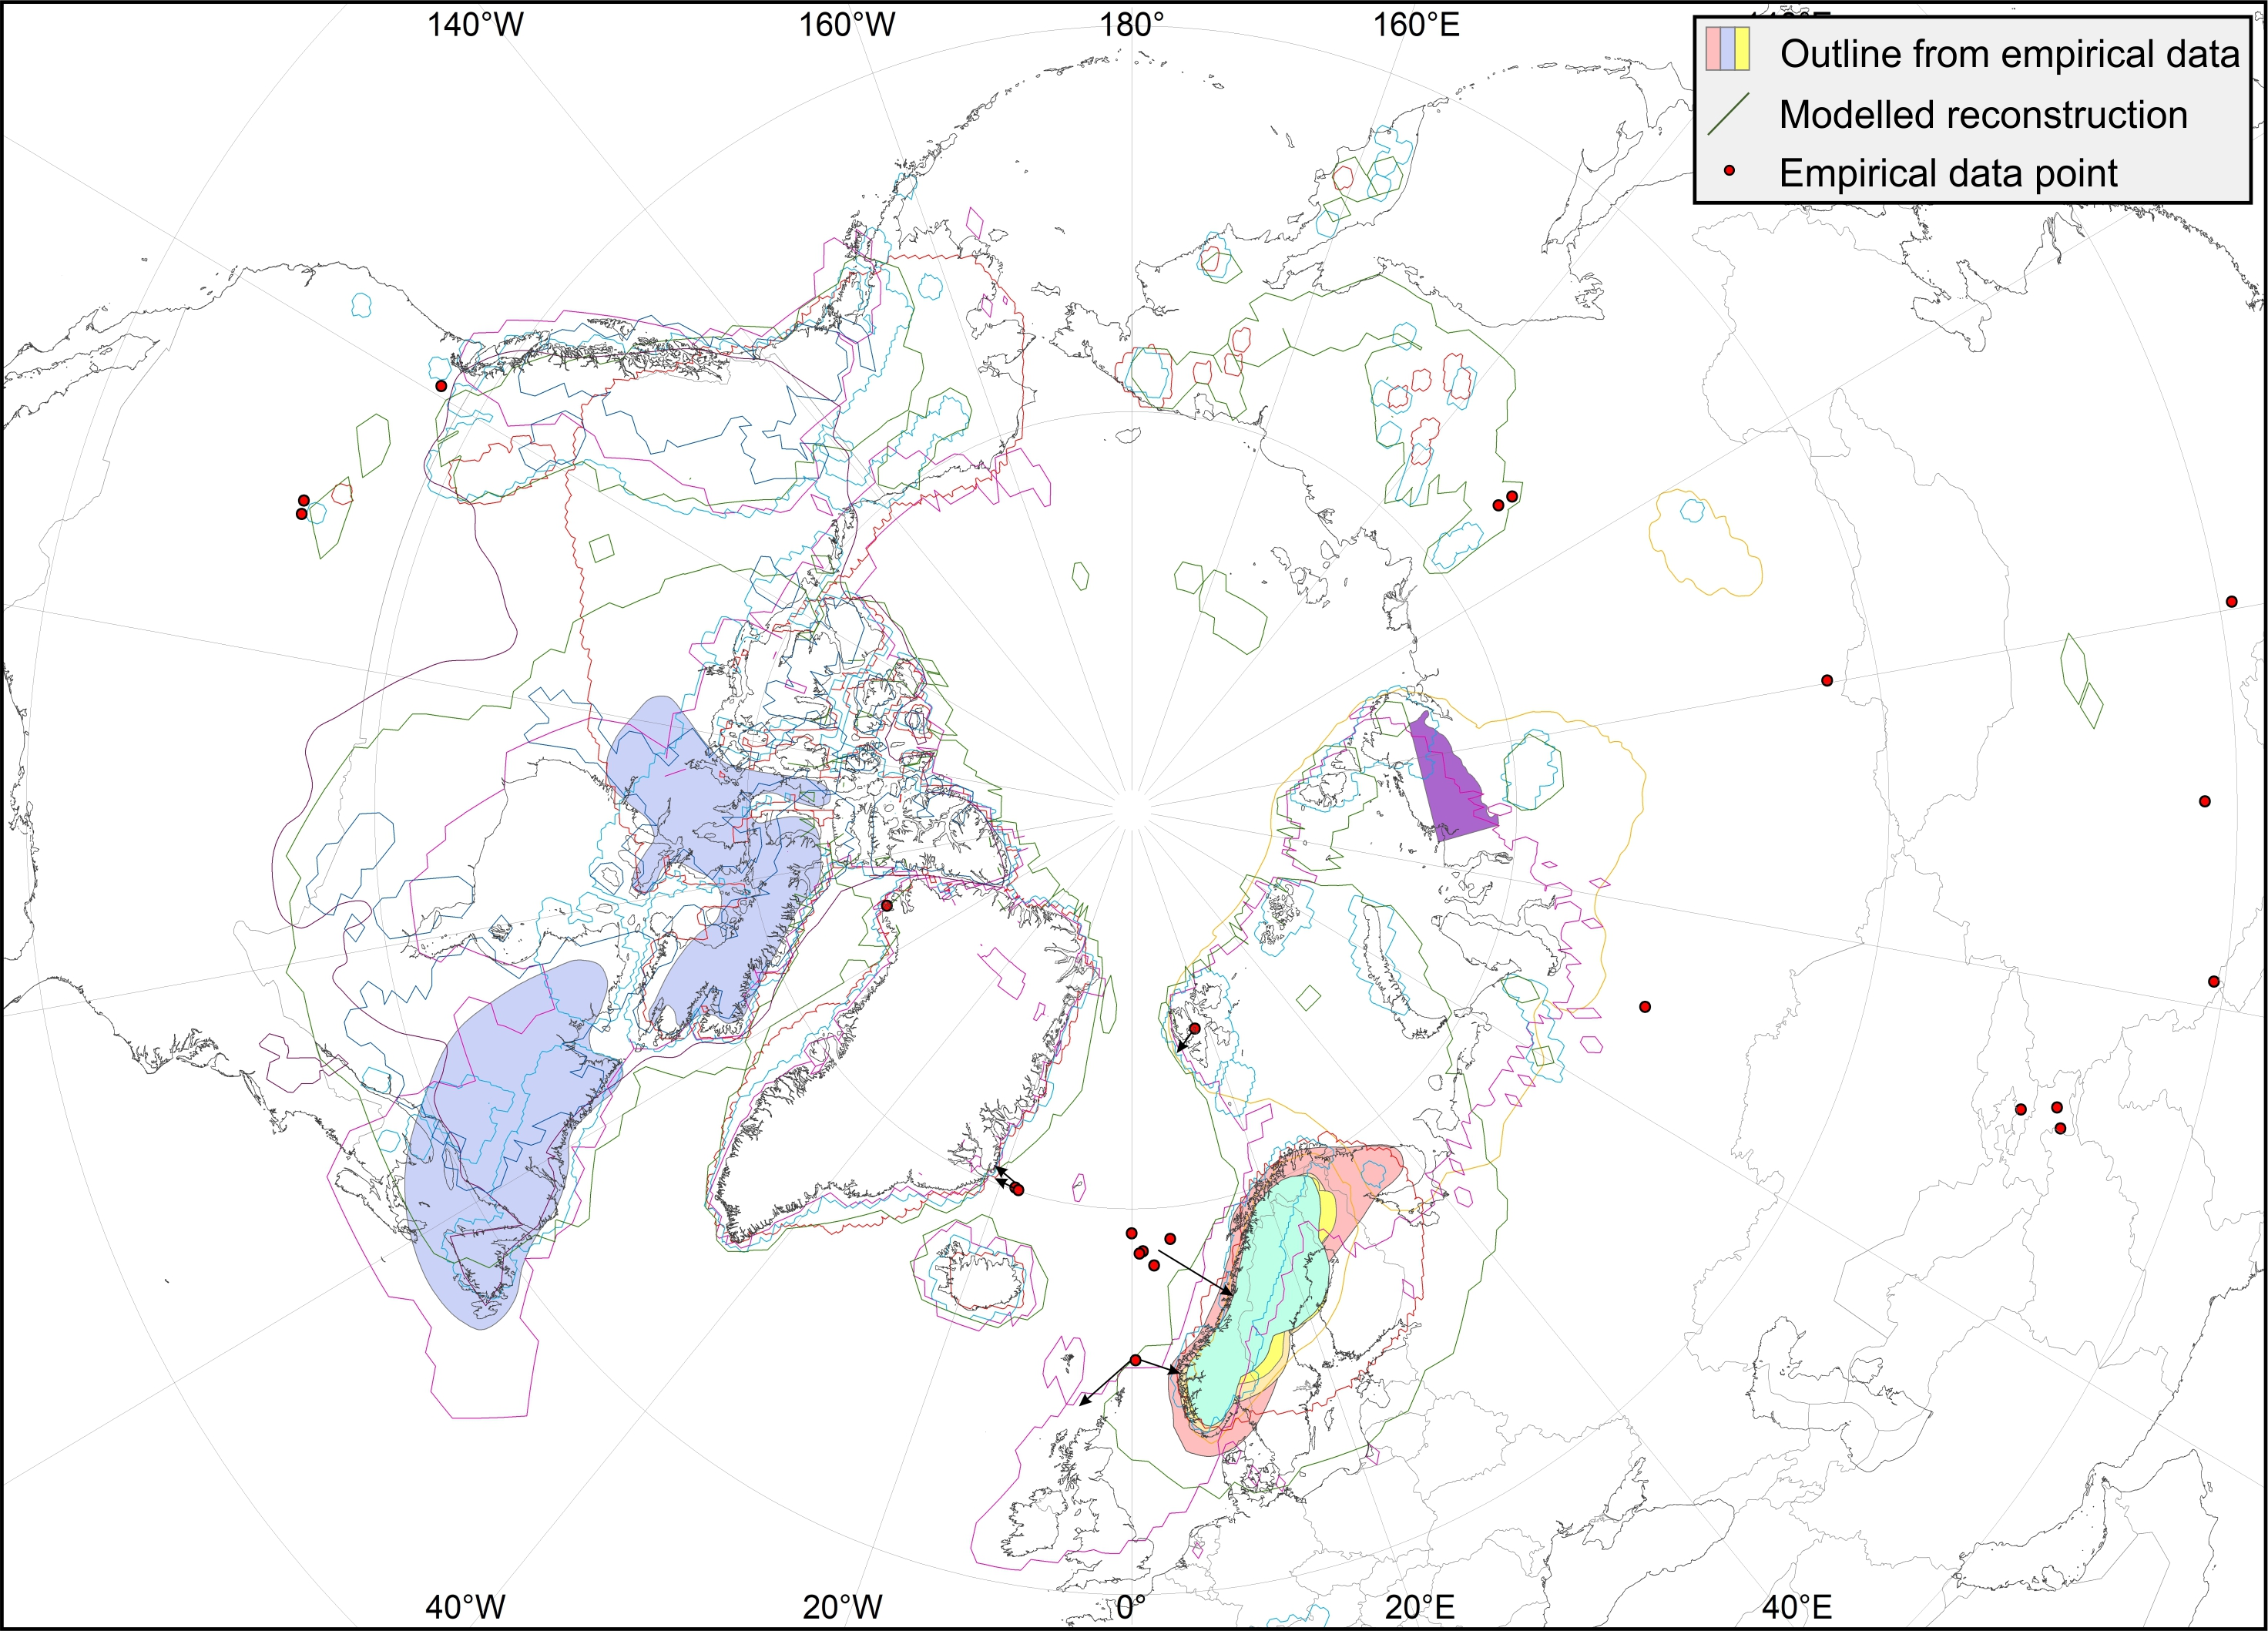 140°W 160°W 180° 160°E
Outline from empirical data
Modelled reconstruction
Empirical data point
40°W 20°W 0° 20°E 40°E